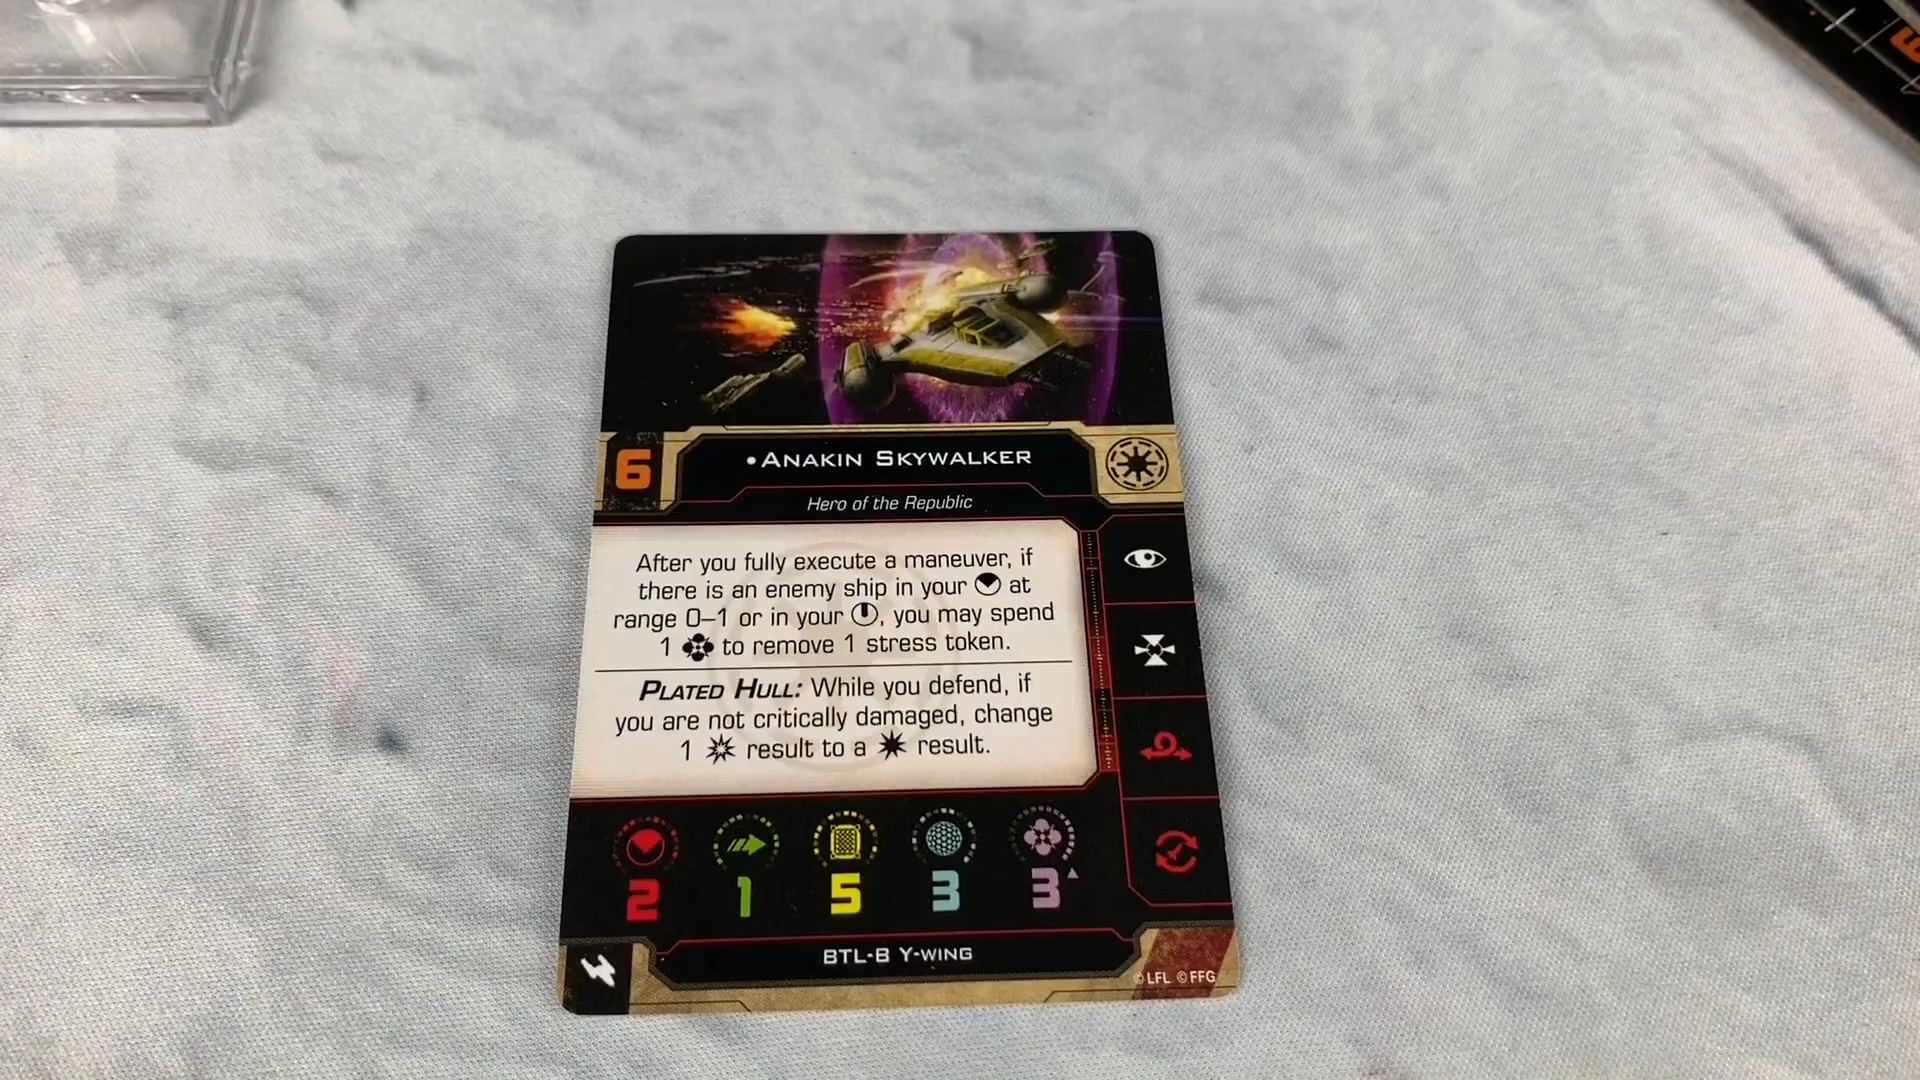 6
•Anakin Skywalker
Hero of the Republic
After you fully execute a maneuver, if
there is an enemy ship in your at
range 0–1 or in your , you may spend
1 to remove 1 stress token.
Plated Hull: While you defend, if
you are not critically damaged, change
1 result to a result.
2 1 5 3 3
BTL-B Y-wing
©LFL ©FFG